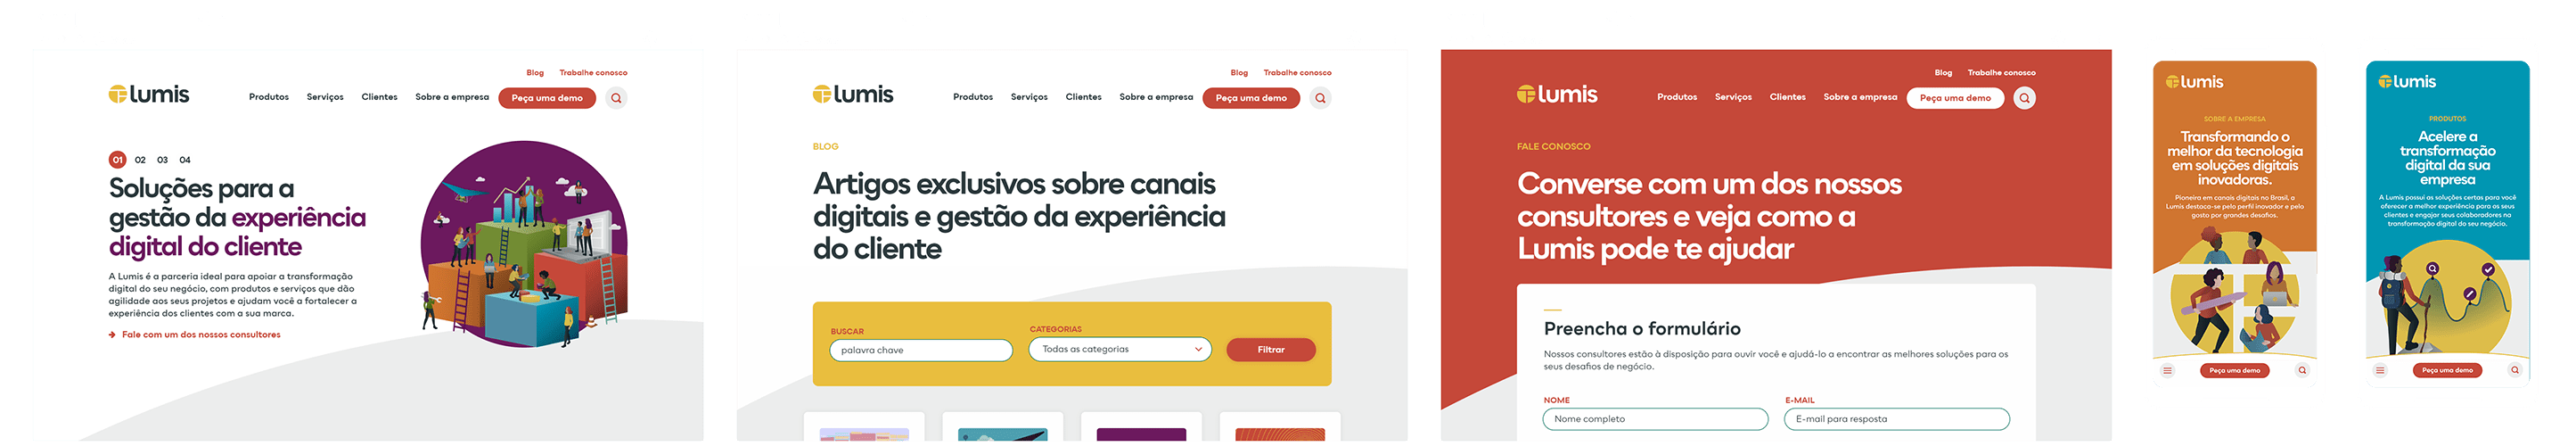 Blog Trabalhe conosco
lumis Produtos Serviços Clientes Sobre a empresa Peça uma demo
01 02 03 04
Soluções para a
gestão da experiência
digital do cliente
A Lumis é a parceria ideal para apoiar a transformação
digital do seu negócio, com produtos e serviços que dão
agilidade aos seus projetos e ajudam você a fortalecer a
experiência dos clientes com a sua marca.
Fale com um dos nossos consultores
Blog Trabalhe conosco
lumis Produtos Serviços Clientes Sobre a empresa Peça uma demo
BLOG
Artigos exclusivos sobre canais
digitais e gestão da experiência
do cliente
BUSCAR CATEGORIAS
palavra chave Todas as categorias Filtrar
Blog Trabalhe conosco
lumis Produtos Serviços Clientes Sobre a empresa Peça uma demo
FALE CONOSCO
Converse com um dos nossos
consultores e veja como a
Lumis pode te ajudar
Preencha o formulário
Nossos consultores estão à disposição para ouvir você e ajudá-lo a encontrar as melhores soluções para os
seus desafios de negócio.
NOME E-MAIL
Nome completo E-mail para resposta
lumis
SOBRE A EMPRESA
Transformando o
melhor da tecnologia
em soluções digitais
inovadoras.
Pioneira em canais digitais no Brasil, a
Lumis destaca-se pelo perfil inovador e pelo
gosto por grandes desafios.
Peça uma demo
lumis
PRODUTOS
Acelere a
transformação
digital da sua
empresa
A Lumis possui as soluções certas para você
oferecer a melhor experiência para os seus
clientes e engajar seus colaboradores na
transformação digital do seu negócio.
Peça uma demo